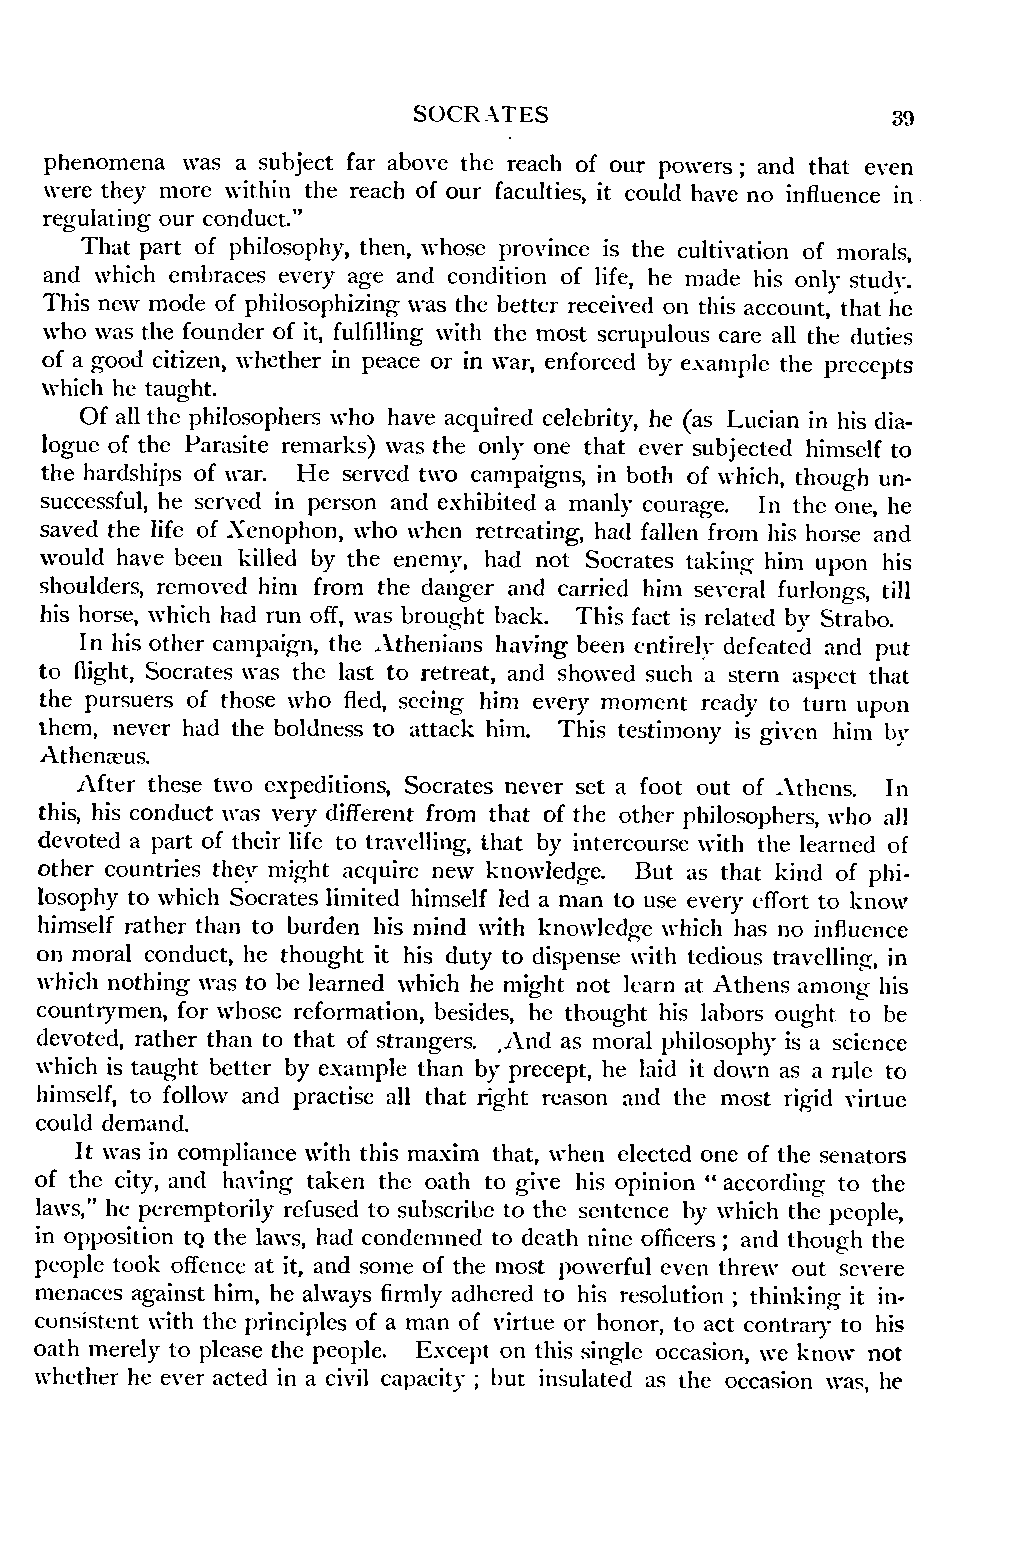 SOCRATES 39
phenomena was a subject far above the reach of our powers; and that even
were they more within the reach of our faculties, it could have no influence in
regulating our conduct."
That part of philosophy, then, whose province is the cultivation of morals,
and which embraces every age and condition of life, he made his only study.
This new mode of philosophizing was the better received on this account, that he
who was the founder of it, fulfilling with the most scrupulous care all the duties
of a good citizen, whether in peace or in war, enforced by example the precepts
which he taught.
Of all the philosophers who have acquired celebrity, he (as Lucian in his dia-
logue of the Parasite remarks) was the only one that ever subjected himself to
the hardships of war. He served two campaigns, in both of which, though un-
successful, he served in person and exhibited a manly courage. In the one, he
saved the life of Xenophon, who when retreating, had fallen from his horse and
would have been killed by the enemy, had not Socrates taking him upon his
shoulders, removed him from the danger and carried him several furlongs, till
his horse, which had run off, was brought back. This fact is related by Strabo.
In his other campaign, the Athenians having been entirely defeated and put
to flight, Socrates was the last to retreat, and showed such a stern aspect that
the pursuers of those who fled, seeing him every moment ready to turn upon
them, never had the boldness to attack him. This testimony is given him by
Athenæus.
After these two expeditions, Socrates never set a foot out of Athens. In
this, his conduct was very different from that of the other philosophers, who all
devoted a part of their life to travelling, that by intercourse with the learned of
other countries they might acquire new knowledge. But as that kind of phi-
losophy to which Socrates limited himself led a man to use every effort to know
himself rather than to burden his mind with knowledge which has no influence
on moral conduct, he thought it his duty to dispense with tedious travelling, in
which nothing was to be learned which he might not learn at Athens among his
countrymen, for whose reformation, besides, he thought his labors ought to be
devoted, rather than to that of strangers. And as moral philosophy is a science
which is taught better by example than by precept, he laid it down as a rule to
himself, to follow and practise all that right reason and the most rigid virtue
could demand.
It was in compliance with this maxim that, when elected one of the senators
of the city, and having taken the oath to give his opinion "according to the
laws," he peremptorily refused to subscribe to the sentence by which the people,
in opposition to the laws, had condemned to death nine officers; and though the
people took offence at it, and some of the most powerful even threw out severe
menaces against him, he always firmly adhered to his resolution; thinking it in-
consistent with the principles of a man of virtue or honor, to act contrary to his
oath merely to please the people. Except on this single occasion, we know not
whether he ever acted in a civil capacity; but insulated as the occasion was, he